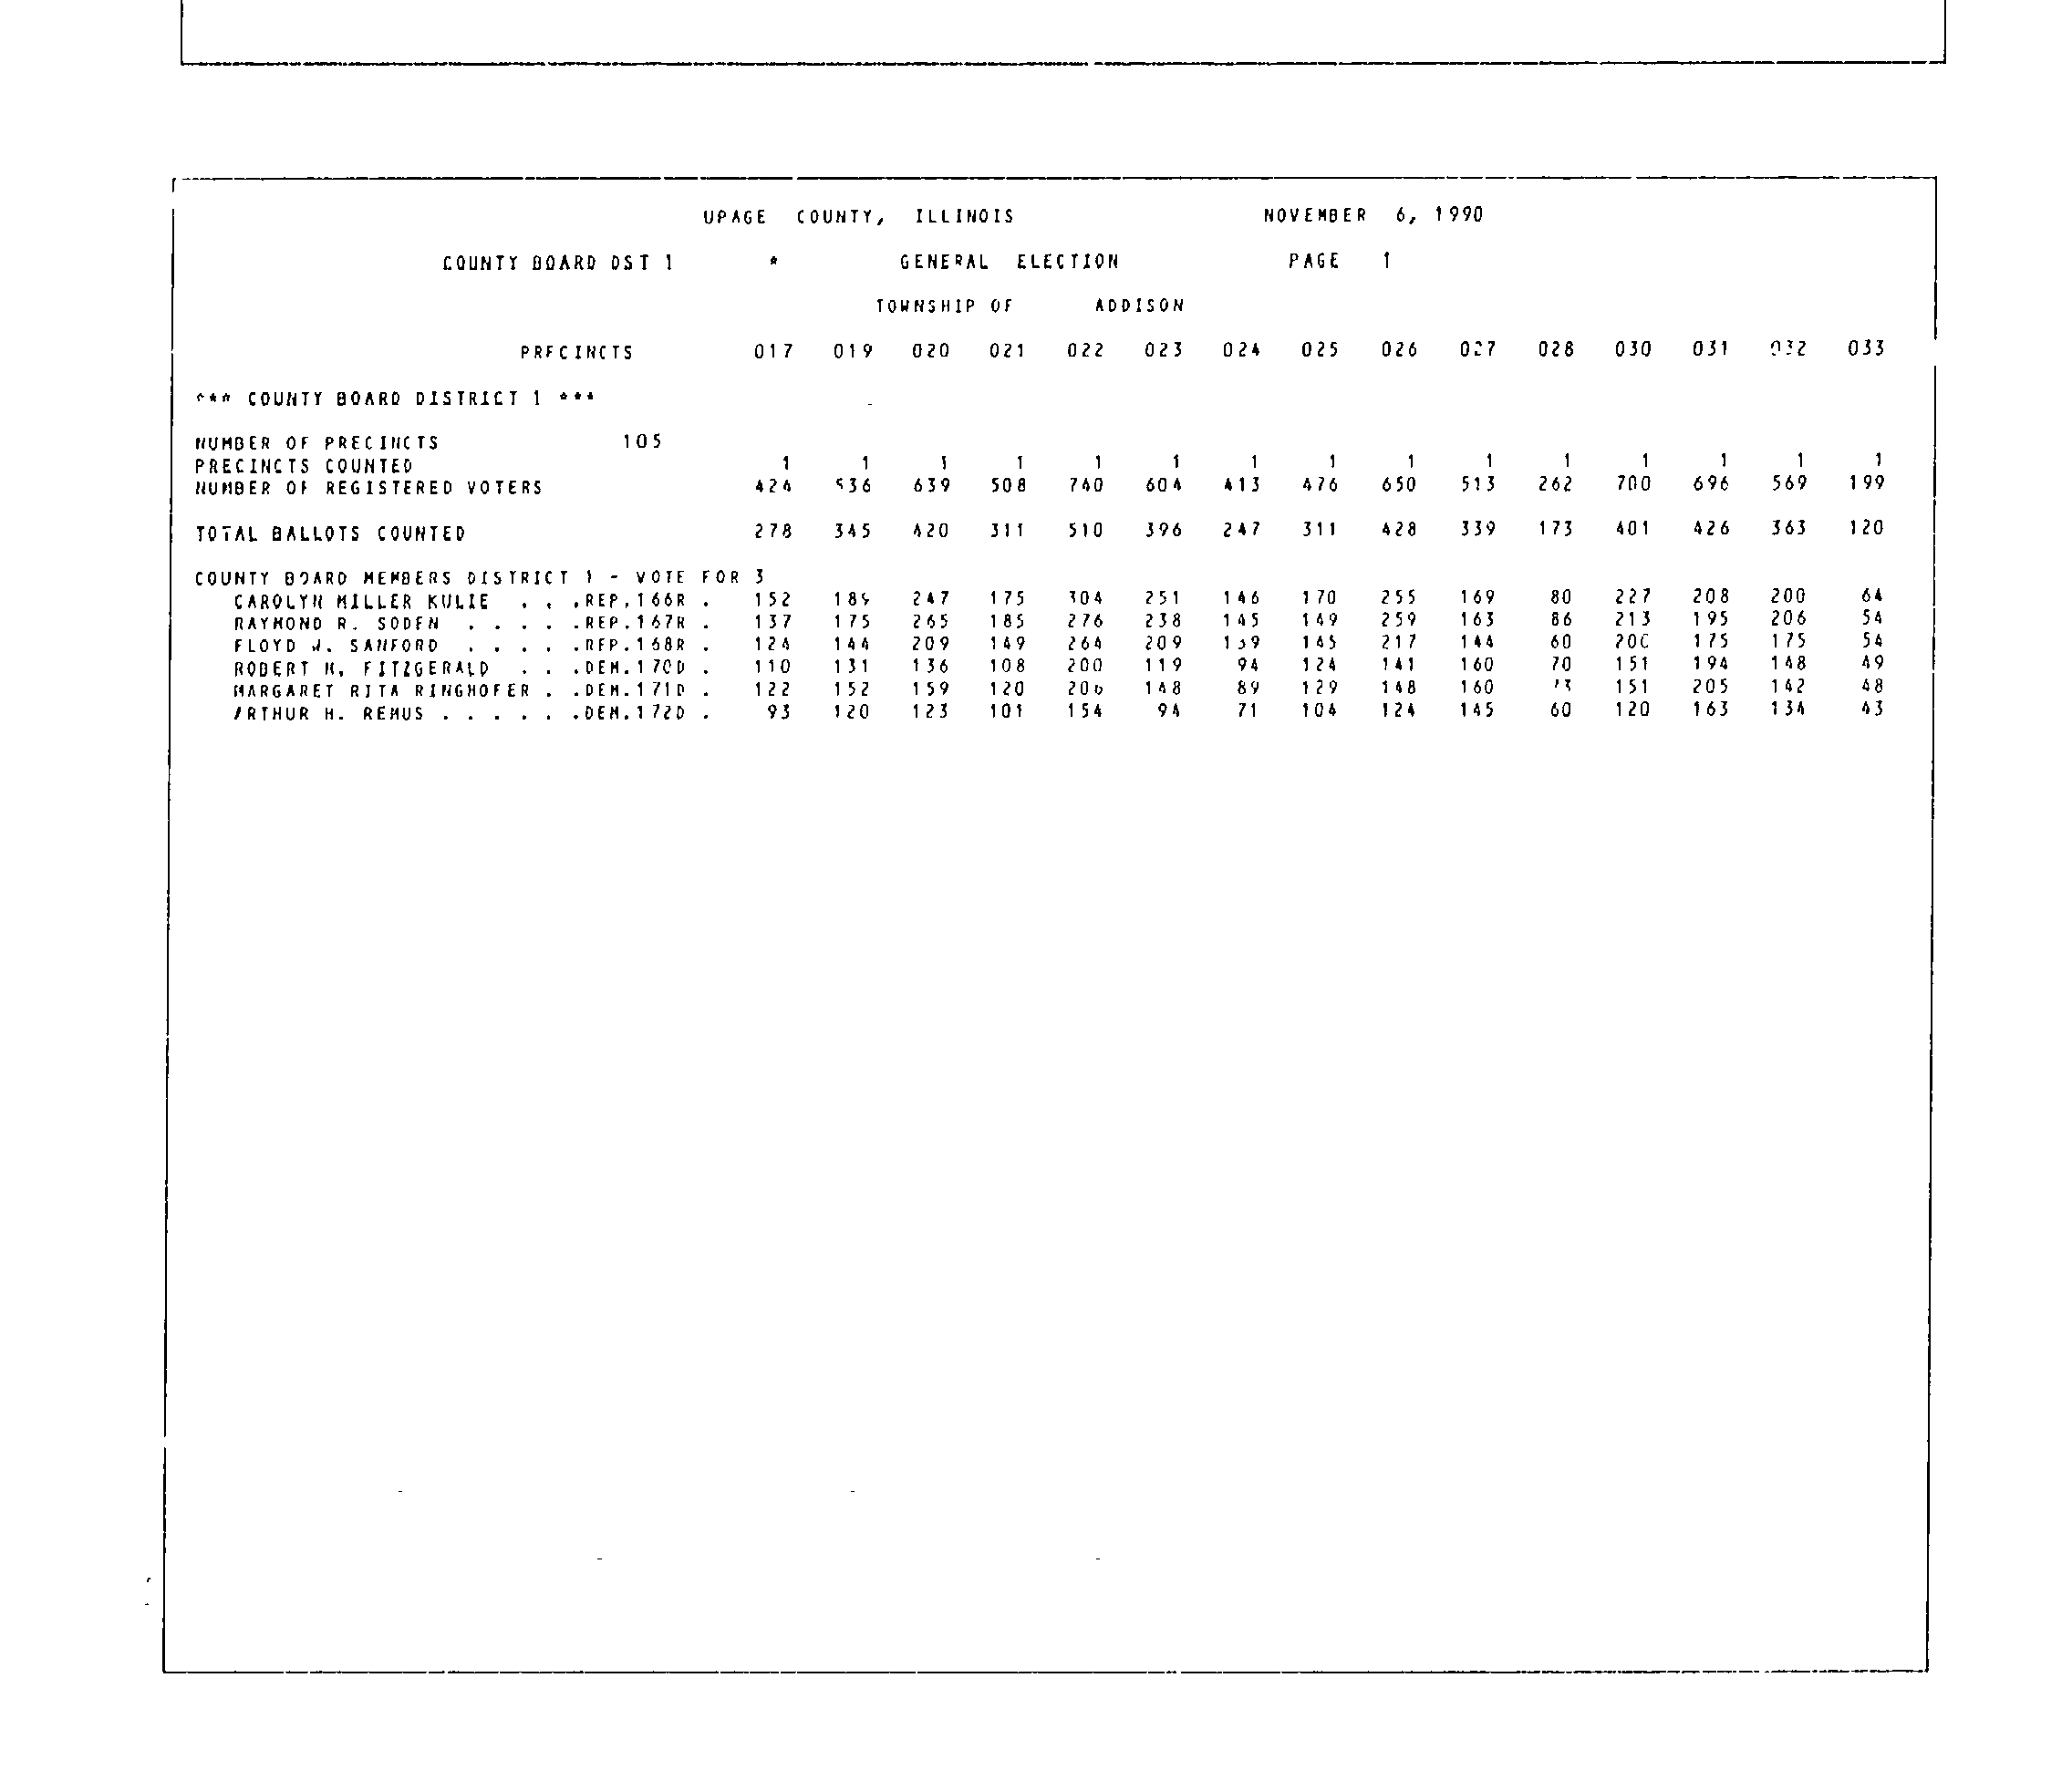 UPAGE COUNTY, ILLINOIS NOVEMBER 6, 1990
COUNTY BOARD DST 1 * GENERAL ELECTION PAGE 1
TOWNSHIP OF ADDISON
PRECINCTS 017 019 020 021 022 023 024 025 026 027 028 030 031 032 033
*** COUNTY BOARD DISTRICT 1 ***
NUMBER OF PRECINCTS 105
PRECINCTS COUNTED 1 1 1 1 1 1 1 1 1 1 1 1 1 1 1
NUMBER OF REGISTERED VOTERS 424 536 639 508 740 604 413 476 650 513 262 700 696 569 199
TOTAL BALLOTS COUNTED 278 345 420 311 510 396 247 311 428 339 173 401 426 363 120
COUNTY BOARD MEMBERS DISTRICT 1 - VOTE FOR 3
CAROLYN MILLER KULIE . . .REP.166R . 152 247 175 304 251 146 170 255 169 80 227 208 200 64
RAYMOND R. SODEN . . . . .REP.167R . 137 175 265 185 276 238 145 149 259 163 86 213 195 206 54
FLOYD J. SANFORD . . . . .REP.168R . 124 144 209 149 264 209 139 145 217 144 60 200 175 175 54
ROBERT H. FITZGERALD . . .DEM.170D . 110 131 136 108 200 119 94 124 141 160 70 151 194 148 49
MARGARET RITA RINGHOFER . .DEM.171D . 122 152 159 120 148 89 129 148 160 151 205 142 48
ARTHUR H. REMUS . . . . . .DEM.172D . 93 120 123 101 154 94 71 104 124 145 60 120 163 134 43